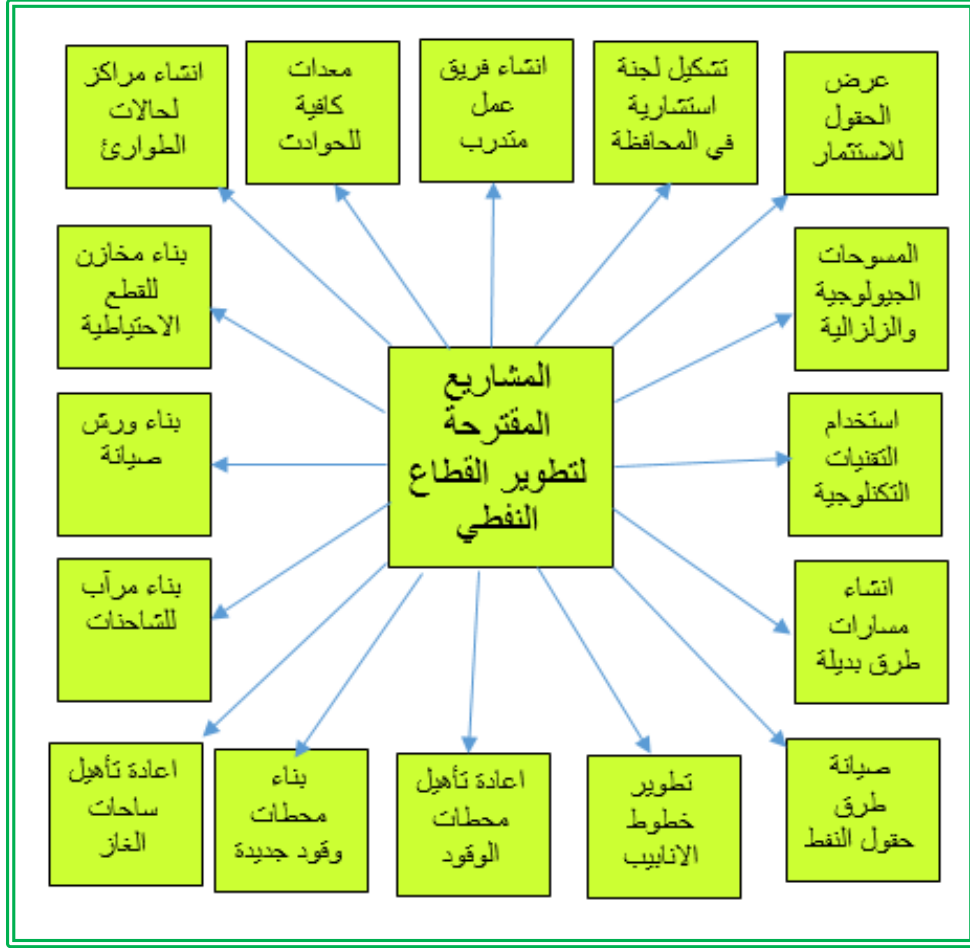 عرض
الحقول
للاستثمار
تشكيل لجنة
استشارية
في المحافظة
انشاء فريق
عمل
متدرب
معدات
كافية
للحوادث
انشاء مراكز
لحالات
الطوارئ
المسوحات
الجيولوجية
والزلزالية
بناء مخازن
للقطع
الاحتياطية
المشاريع
المقترحة
لتطوير القطاع
النفطي
استخدام
التقنيات
التكنلوجية
بناء ورش
صيانة
انشاء
مسارات
طرق بديلة
بناء مرآب
للشاحنات
صيانة
طرق
حقول النفط
تطوير
خطوط
الانابيب
اعادة تأهيل
محطات
الوقود
بناء
محطات
وقود جديدة
اعادة تأهيل
ساحات
الغاز